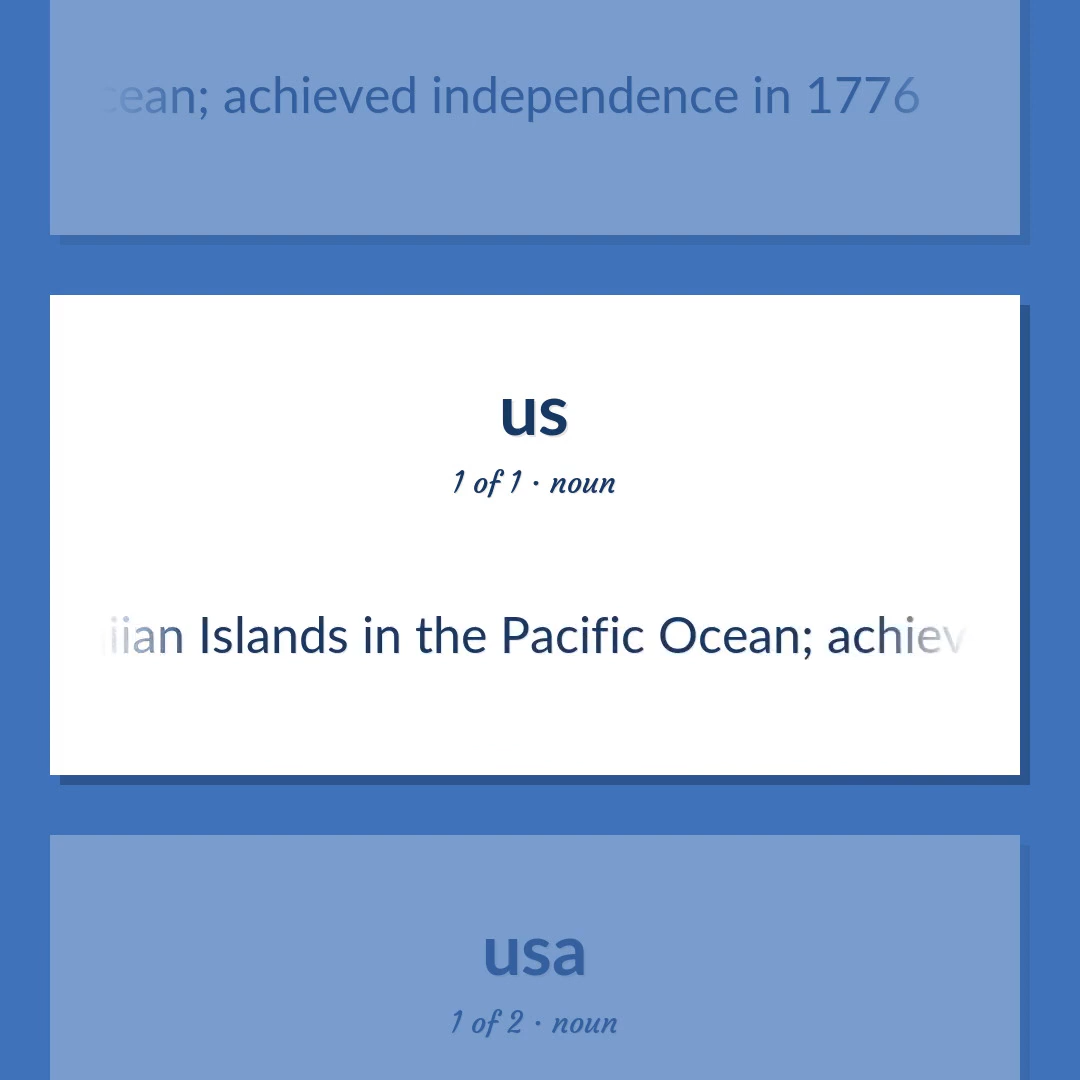 ean; achieved independence in 1776
us
1 of 1 · noun
iian Islands in the Pacific Ocean; achiev
usa
1 of 2 · noun